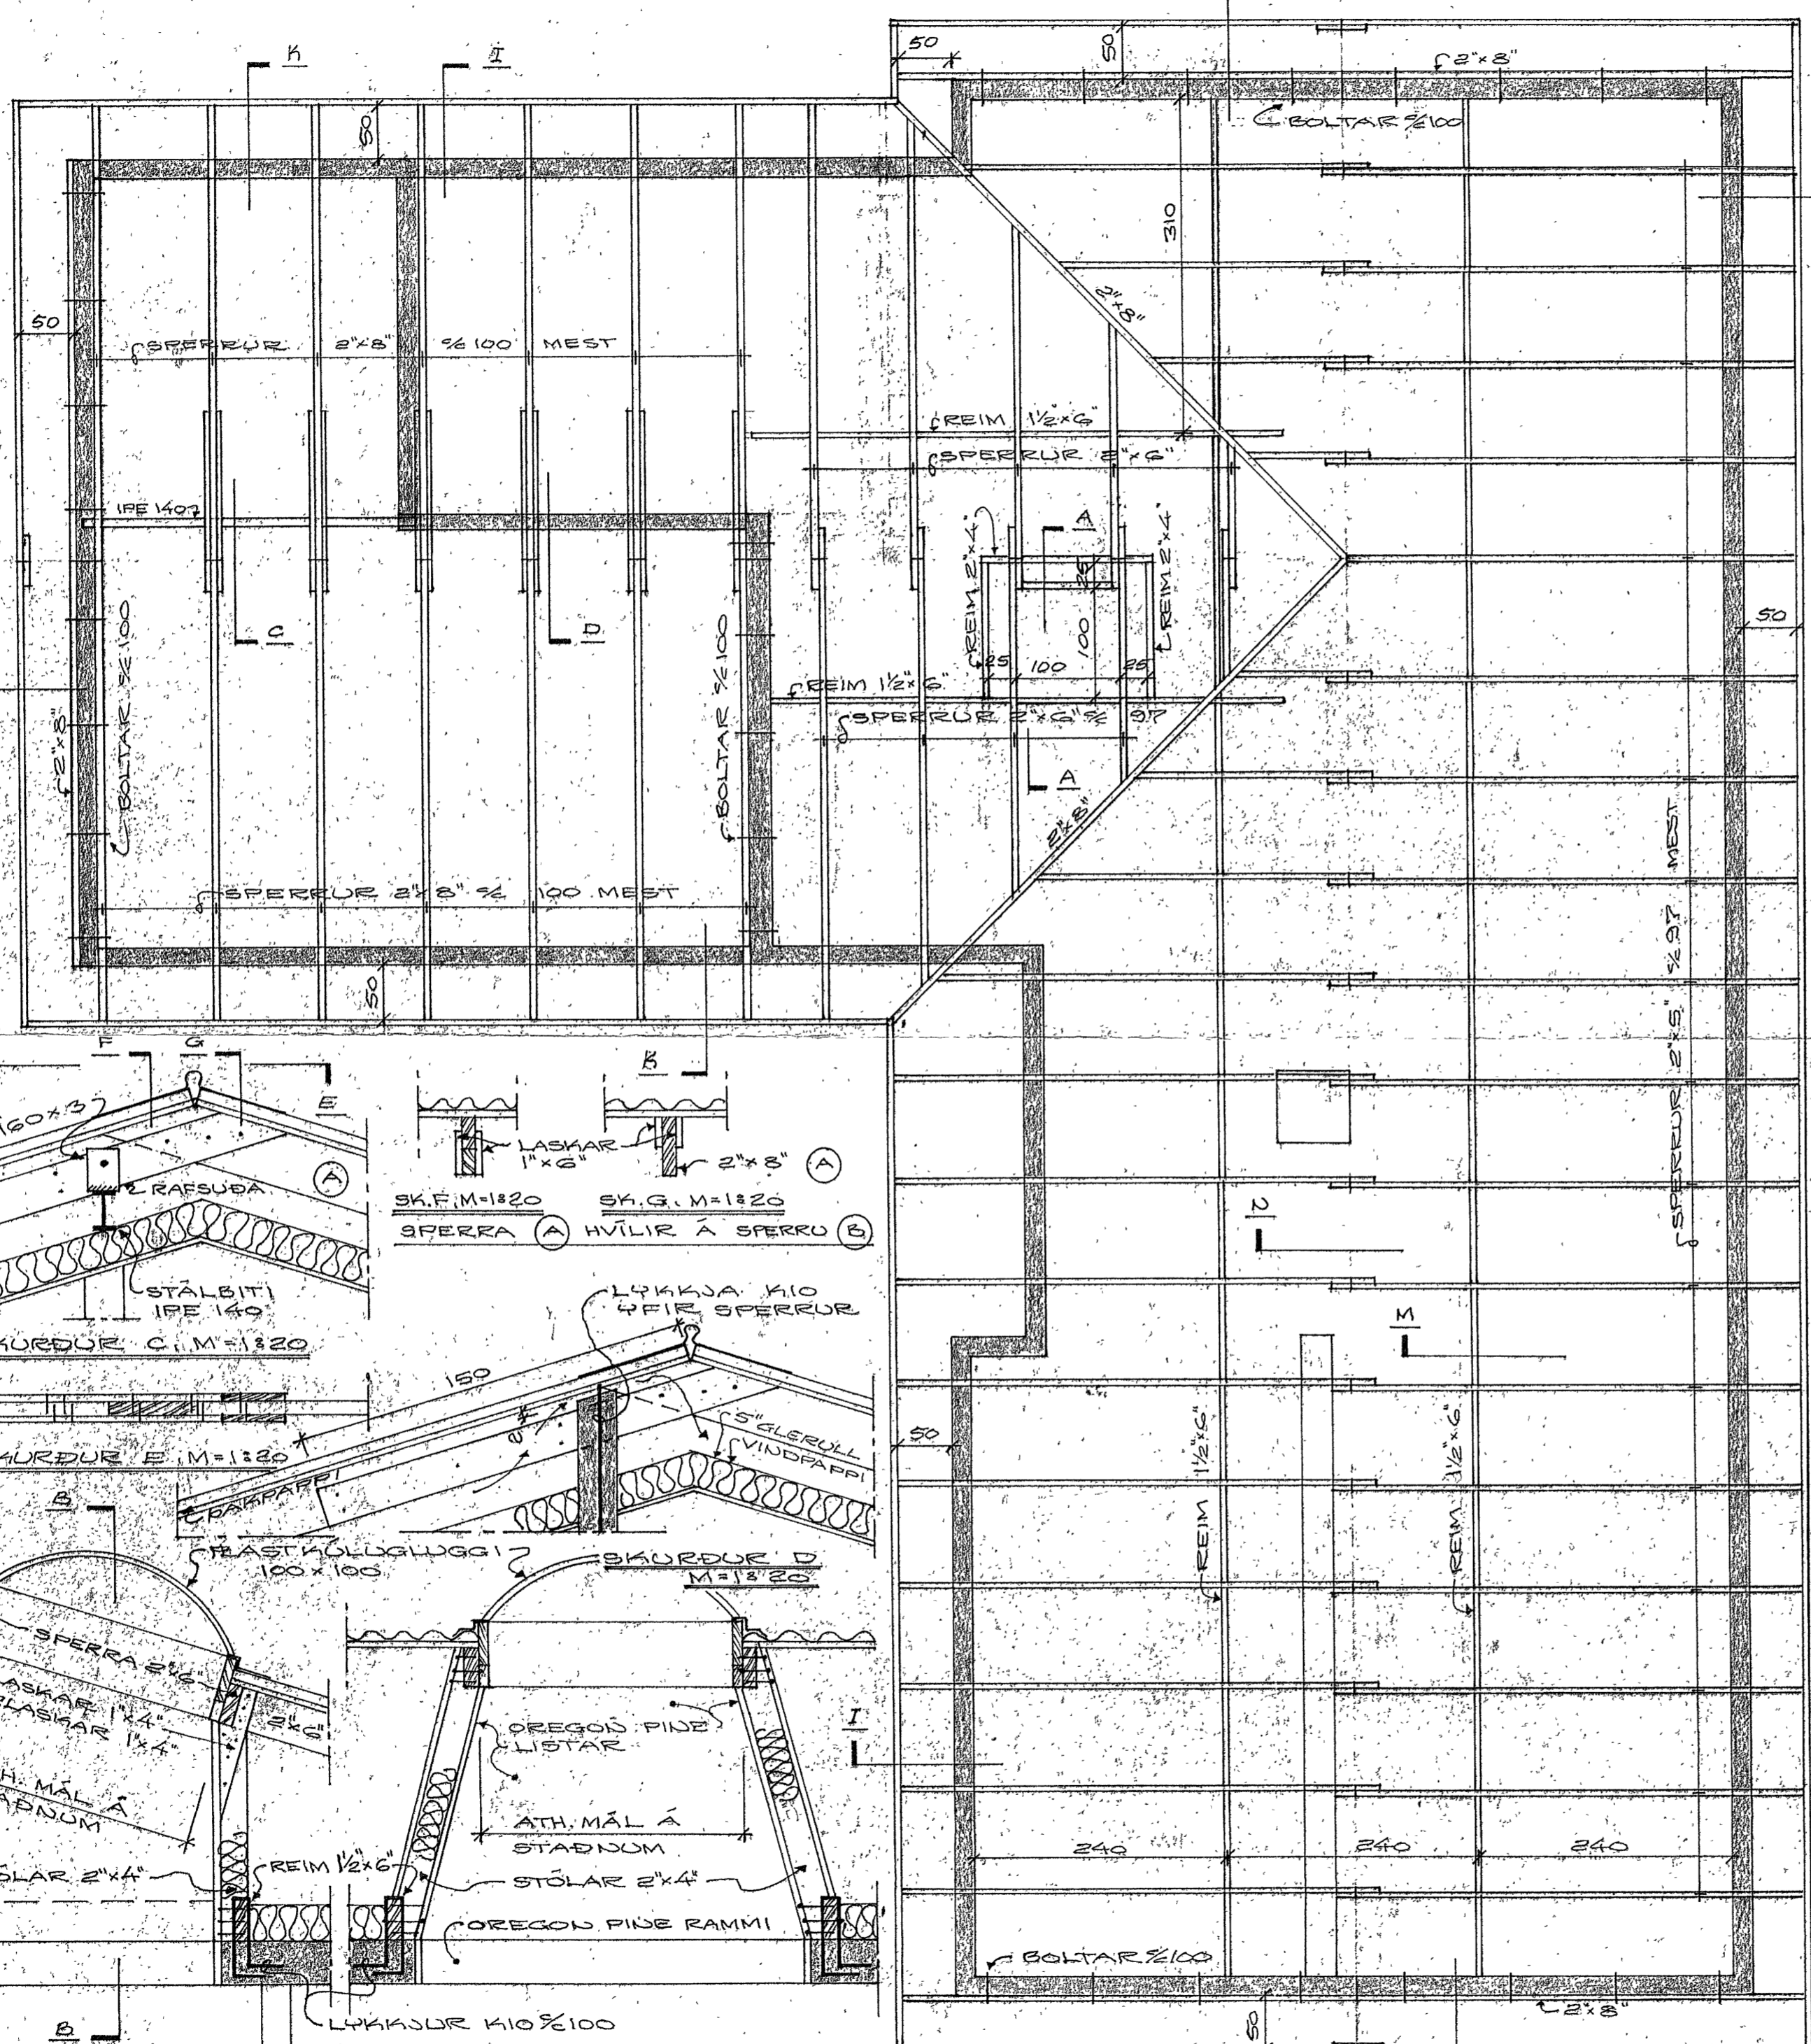 K
I
50
50
2"x8"
BOLTAR c/c 100
50
310
50
SPERRUR 2"x8" c/c 100 MEST
2"x8"
REIM 1½"x6"
SPERRUR 2"x6"
IPE 140
REIM 2"x4"
A
REIM 2"x4"
25
C
D
100
50
25
100
25
REIM 1½"x6"
SPERRUR 2"x6" c/c 97
2"x8"
BOLTAR c/c 100
BOLTAR c/c 100
A
2"x8"
SPERRUR 2"x5" c/c 97 MEST
SPERRUR 2"x8" c/c 100 MEST
50
F
G
K
E
160x3
LASKAR
1"x6"
2"x8"
A
RAFSUÐA
A
SK. F, M=1:20
SK. G, M=1:20
SPERRA A HVÍLIR Á SPERRU B
N
STÁLBITI
IPE 140
LYKKJA K10
YFIR SPERRUR
M
SKURÐUR C, M=1:20
150
5" GLERULL
VINDPAPPI
50
REIM 1½"x6"
REIM 1½"x6"
SKURÐUR E, M=1:20
ÞAKPAPPI
B
PLASTKÚLUGLUGGI
100x100
SKURÐUR D
M=1:20
SPERRA 2"x6"
LASKAR 1"x4"
LASKAR 1"x4"
2"x6"
OREGON PINE
LISTAR
I
ATH. MÁL Á
STAÐNUM
ATH. MÁL Á
STAÐNUM
240
240
240
STÓLAR 2"x4"
REIM 1½"x6"
STÓLAR 2"x4"
OREGON PINE RAMMI
BOLTAR c/c 100
2"x8"
LYKKJUR K10 c/c 100
B
50